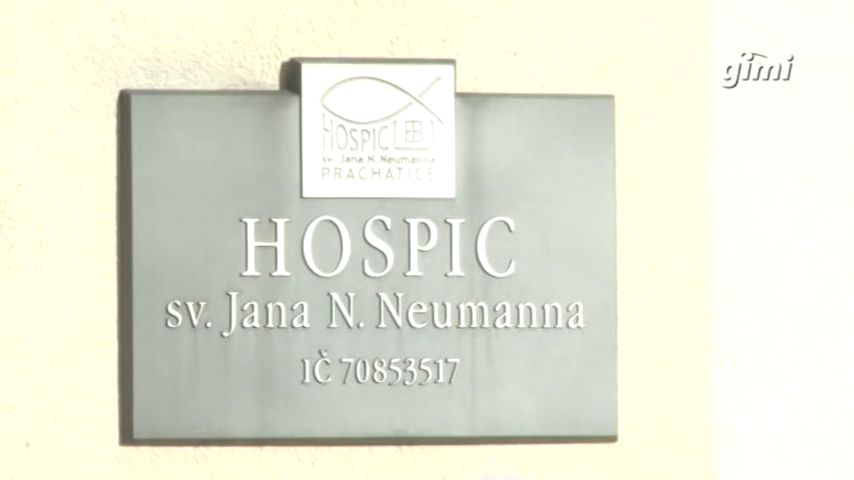 gimi
HOSPIC
sv. Jana N. Neumanna
PRACHATICE
HOSPIC
sv. Jana N. Neumanna
IČ 70853517